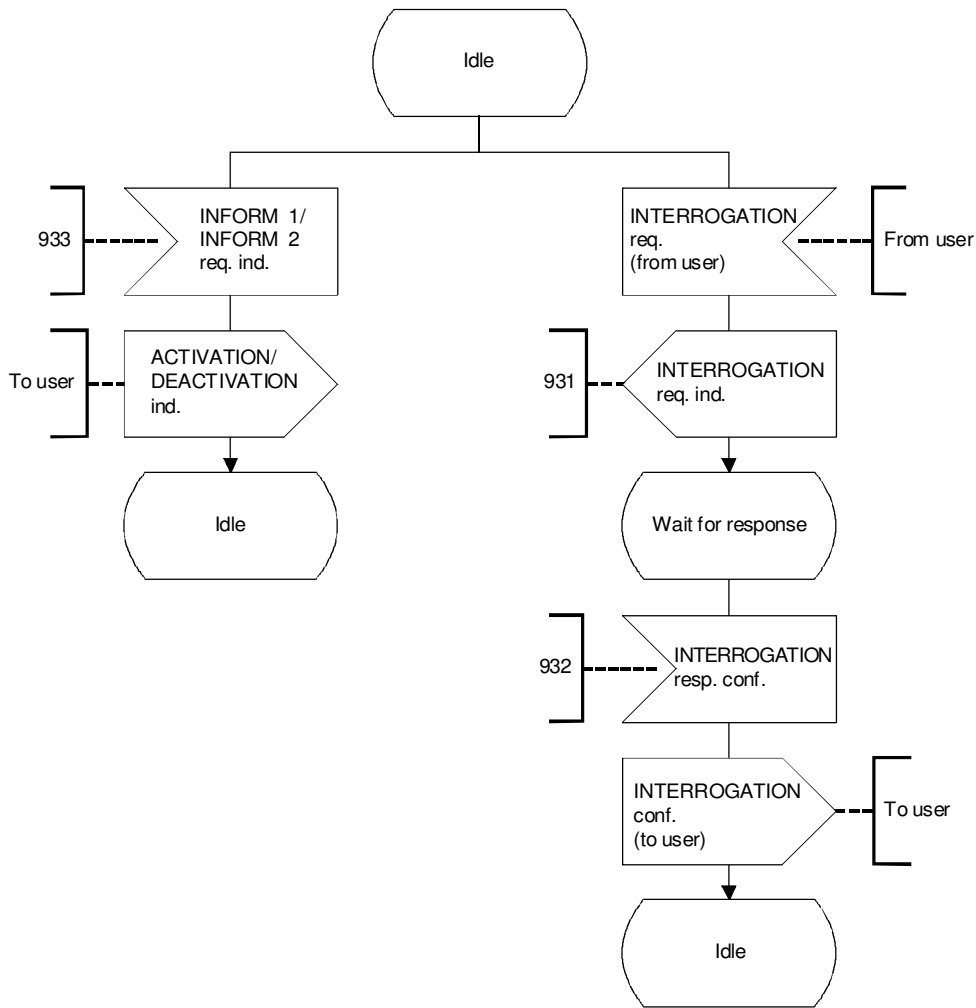 Idle
933
INFORM 1/
INFORM 2
req. ind.
INTERROGATION
req.
(from user)
From user
To user
ACTIVATION/
DEACTIVATION
ind.
931
INTERROGATION
req. ind.
Idle
Wait for response
932
INTERROGATION
resp. conf.
INTERROGATION
conf.
(to user)
To user
Idle